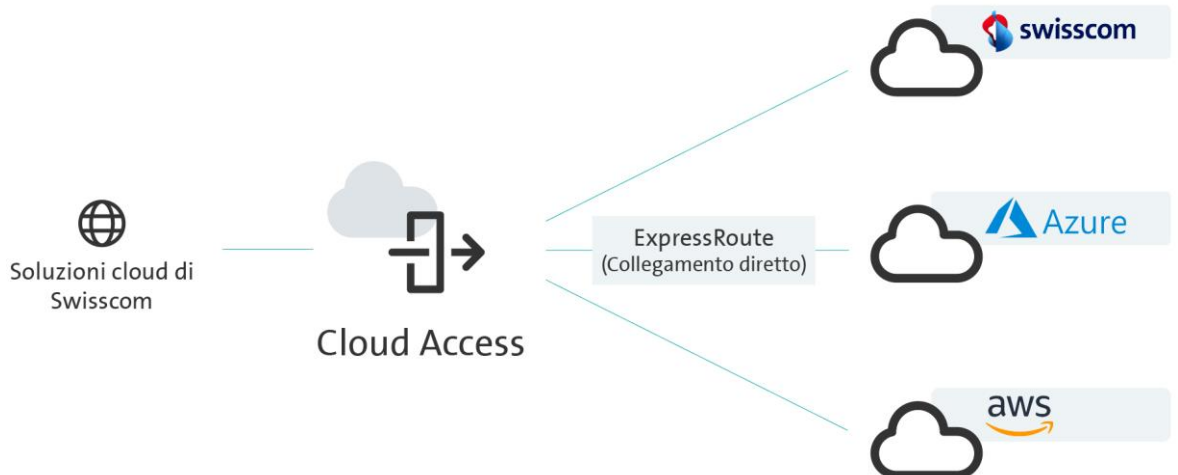 swisscom
Azure
ExpressRoute
(Collegamento diretto)
Soluzioni cloud di
Swisscom
Cloud Access
aws